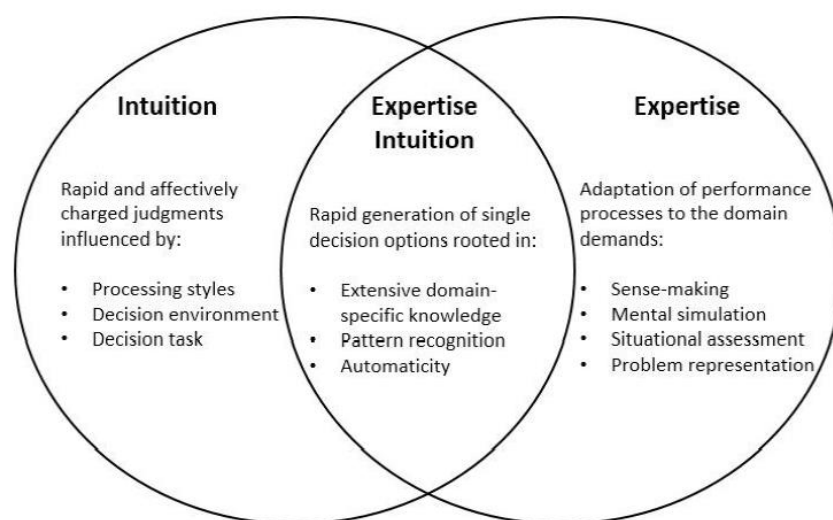 Intuition
Rapid and affectively
charged judgments
influenced by:
• Processing styles
• Decision environment
• Decision task
Expertise
Intuition
Rapid generation of single
decision options rooted in:
• Extensive domain-
specific knowledge
• Pattern recognition
• Automaticity
Expertise
Adaptation of performance
processes to the domain
demands:
• Sense-making
• Mental simulation
• Situational assessment
• Problem representation